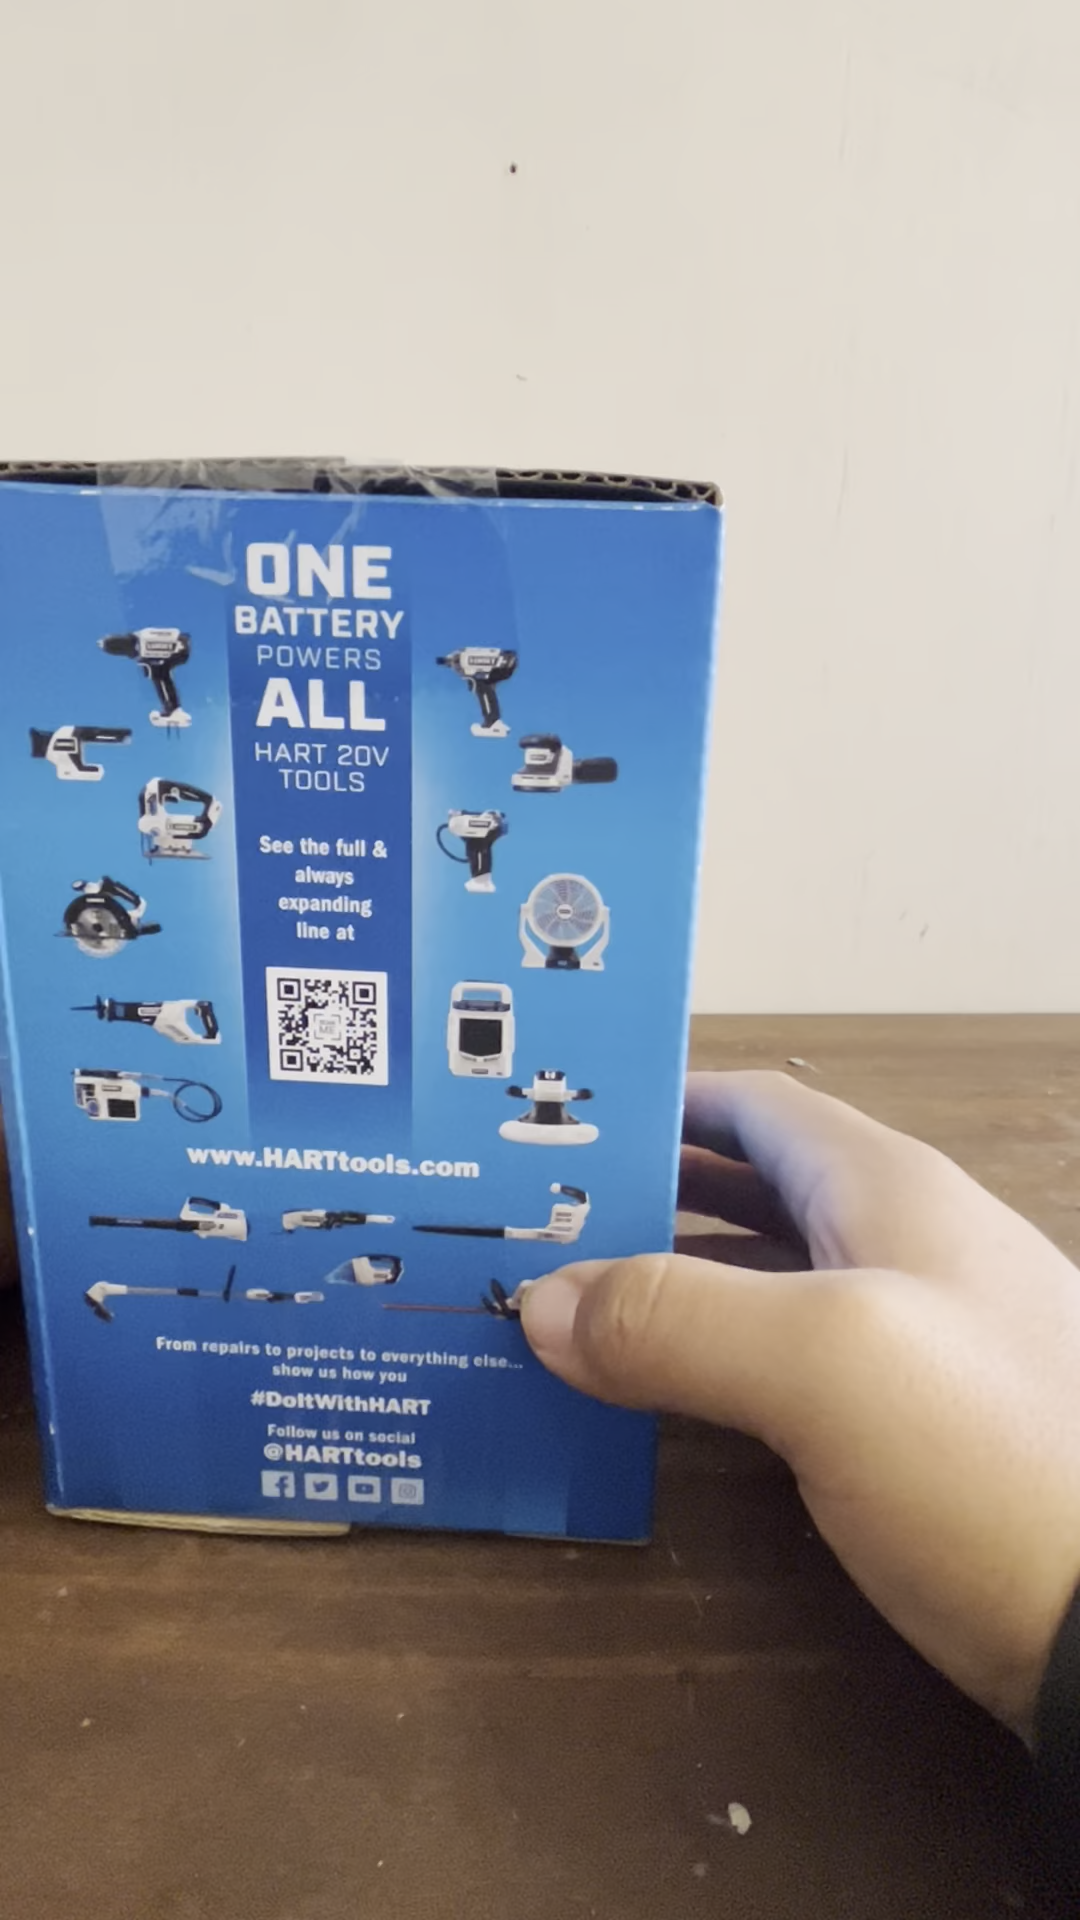 ONE
BATTERY
POWERS
ALL
HART 20V
TOOLS
See the full &
always
expanding
line at
www.HARTtools.com
From repairs to projects to everything else...
show us how you
#DoItWithHART
Follow us on social
@HARTtools